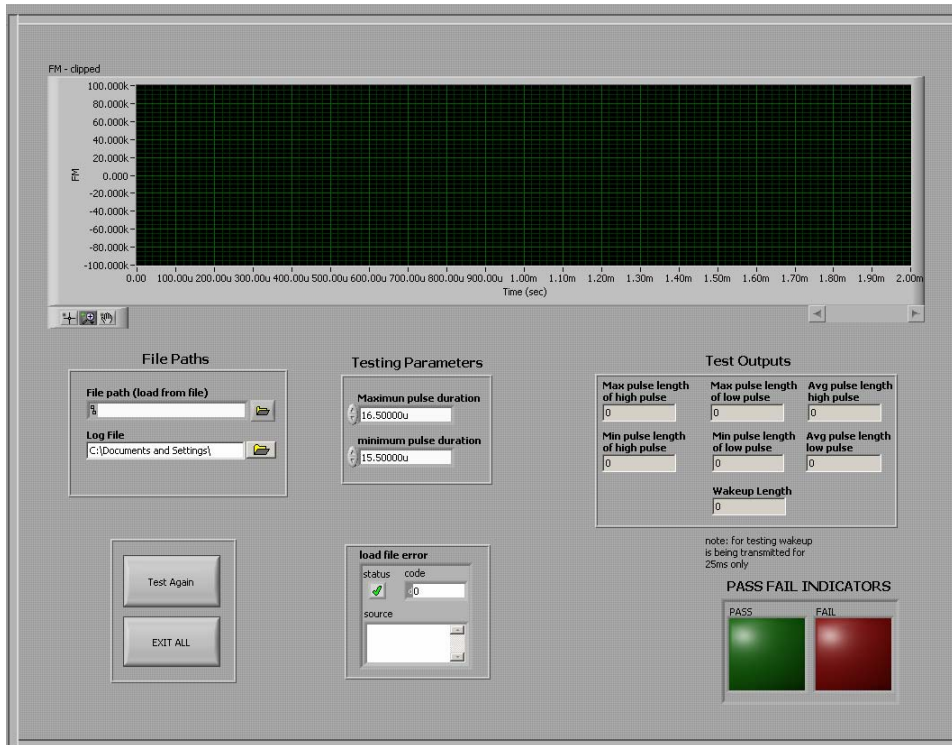 FM - clipped
100.000k
80.000k
60.000k
40.000k
20.000k
0.000
-20.000k
-40.000k
-60.000k
-80.000k
-100.000k
FM
0.00 100.00u 200.00u 300.00u 400.00u 500.00u 600.00u 700.00u 800.00u 900.00u 1.00m 1.10m 1.20m 1.30m 1.40m 1.50m 1.60m 1.70m 1.80m 1.90m 2.00m
Time (sec)
File Paths
File path (load from file)
Log File
C:\Documents and Settings\
Testing Parameters
Maximun pulse duration
16.50000u
minimum pulse duration
15.50000u
Test Outputs
Max pulse length
of high pulse
0
Max pulse length
of low pulse
0
Avg pulse length
high pulse
0
Min pulse length
of high pulse
0
Min pulse length
of low pulse
0
Avg pulse length
low pulse
0
Wakeup Length
0
note: for testing wakeup
is being transmitted for
25ms only
Test Again
EXIT ALL
load file error
status
code
0
source
PASS FAIL INDICATORS
PASS
FAIL